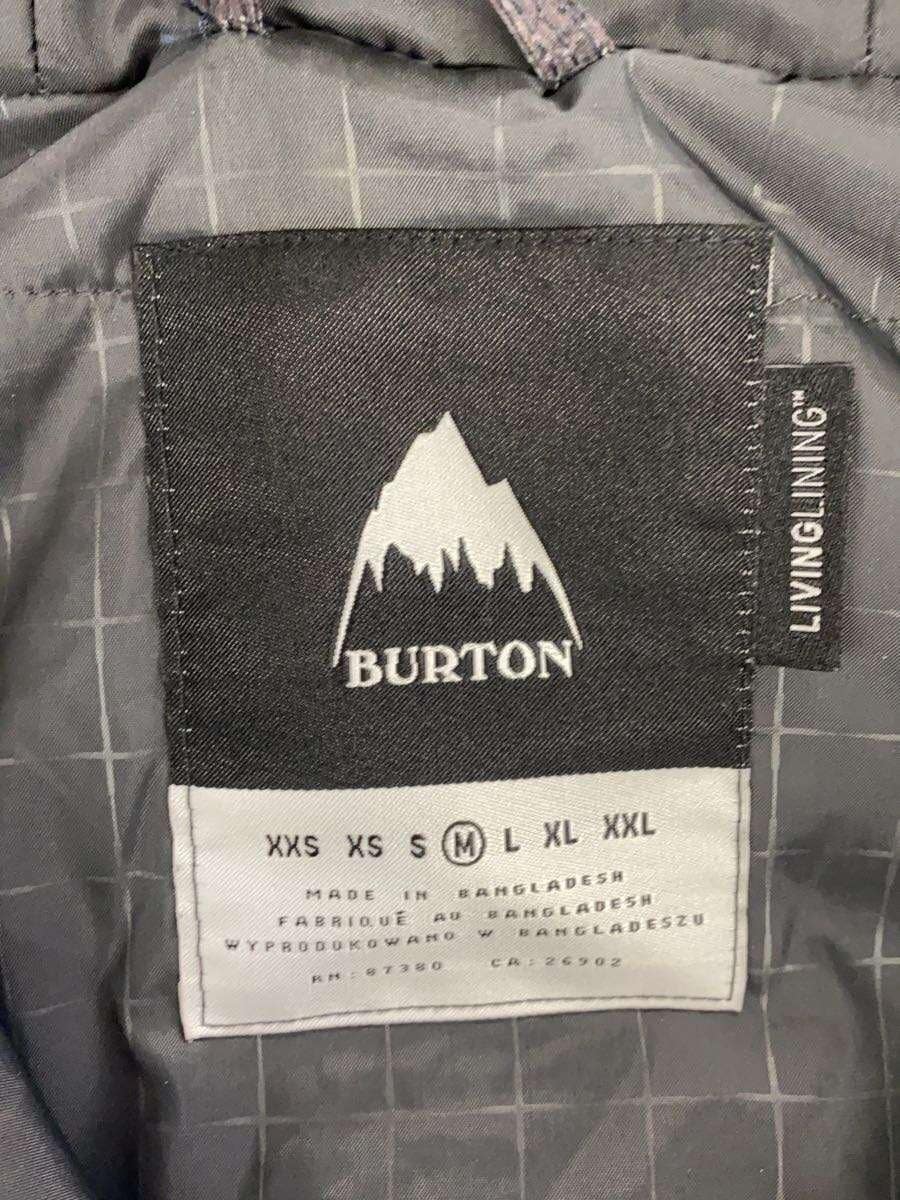 BURTON
LIVINGLINING™
XXS XS S M L XL XXL
MADE IN BANGLADESH
FABRIQUÉ AU BANGLADESH
WYPRODUKOWANO W BANGLADESZU
RN: 87380 CA: 26902